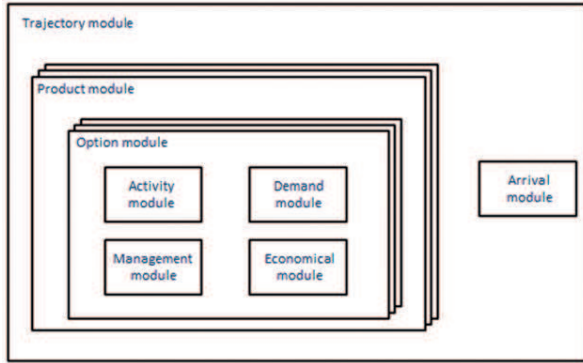 Trajectory module
Product module
Option module
Activity
module
Demand
module
Arrival
module
Management
module
Economical
module